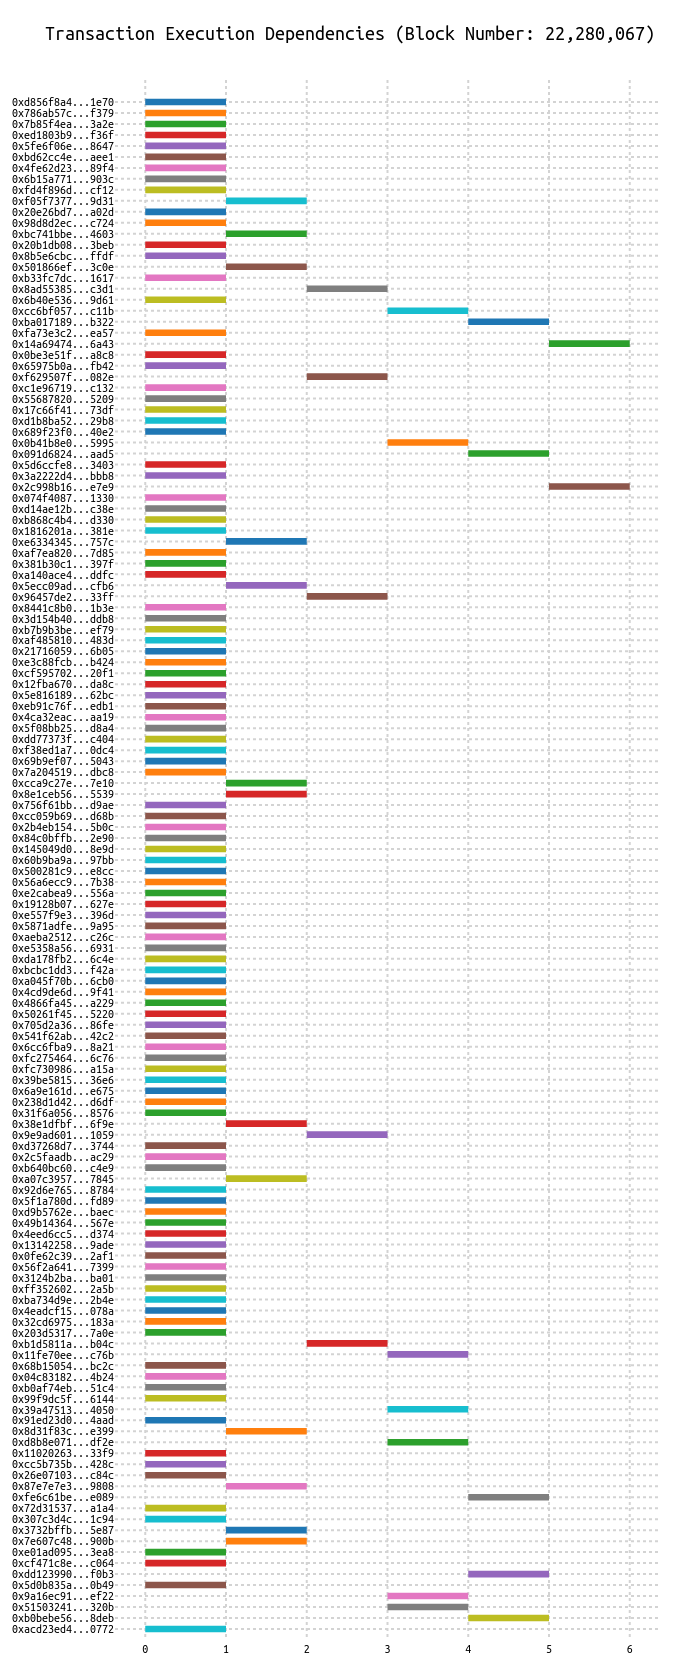 Transaction Execution Dependencies (Block Number: 22,280,067)
0xd856f8a4...1e70
0x786ab57c...f379
0x7b85f4ea...3a2e
0xed1803b9...f36f
0x5fe6f06e...8647
0xbd62cc4e...aee1
0x4fe62d23...89f4
0x6b15a771...903c
0xfd4f896d...cf12
0xf05f7377...9d31
0x20e26bd7...a02d
0x98d8d2ec...c724
0xbc741bbe...4603
0x20b1db08...3beb
0x8b5e6cbc...ffdf
0x501866ef...3c0e
0xb33fc7dc...1617
0x8ad55385...c3d1
0x6b40e536...9d61
0xcc6bf057...c11b
0xba017189...b322
0xfa73e3c2...ea57
0x14a69474...6a43
0x0be3e51f...a8c8
0x65975b0a...fb42
0xf629507f...082e
0xc1e96719...c132
0x55687820...5209
0x17c66f41...73df
0xd1b8ba52...29b8
0x689f23f0...40e2
0x0b41b8e0...5995
0x091d6824...aad5
0x5d6ccfe8...3403
0x3a2222d4...bbb8
0x2c998b16...e7e9
0x074f4087...1330
0xd14ae12b...c38e
0xb868c4b4...d330
0x1816201a...381e
0xe6334345...757c
0xaf7ea820...7d85
0x381b30c1...397f
0xa140ace4...ddfc
0x5ecc09ad...cfb6
0x96457de2...33ff
0x8441c8b0...1b3e
0x3d154b40...ddb8
0xb7b9b3be...ef79
0xaf485810...483d
0x21716059...6b05
0xe3c88fcb...b424
0xcf595702...20f1
0x12fba670...da8c
0x5e816189...62bc
0xeb91c76f...edb1
0x4ca32eac...aa19
0x5f08bb25...d8a4
0xdd77373f...c404
0xf38ed1a7...0dc4
0x69b9ef07...5043
0x7a204519...dbc8
0xcca9c27e...7e10
0x8e1ceb56...5539
0x756f61bb...d9ae
0xcc059b69...d68b
0x2b4eb154...5b0c
0x84c0bffb...2e90
0x145049d0...8e9d
0x60b9ba9a...97bb
0x500281c9...e8cc
0x56a6ecc9...7b38
0xe2cabea9...556a
0x19128b07...627e
0xe557f9e3...396d
0x5871adfe...9a95
0xaeba2512...c26c
0xe5358a56...6931
0xda178fb2...6c4e
0xbcbc1dd3...f42a
0xa045f70b...6cb0
0x4cd9de6d...9f41
0x4866fa45...a229
0x50261f45...5220
0x705d2a36...86fe
0x541f62ab...42c2
0x6cc6fba9...8a21
0xfc275464...6c76
0xfc730986...a15a
0x39be5815...36e6
0x6a9e161d...e675
0x238d1d42...d6df
0x31f6a056...8576
0x38e1dfbf...6f9e
0x9e9ad601...1059
0xd37268d7...3744
0x2c5faadb...ac29
0xb640bc60...c4e9
0xa07c3957...7845
0x92d6e765...8784
0x5f1a780d...fd89
0xd9b5762e...baec
0x49b14364...567e
0x4eed6cc5...d374
0x13142258...9ade
0x0fe62c39...2af1
0x56f2a641...7399
0x3124b2ba...ba01
0xff352602...2a5b
0xba734d9e...2b4e
0x4eadcf15...078a
0x32cd6975...183a
0x203d5317...7a0e
0xb1d5811a...b04c
0x11fe70ee...c76b
0x68b15054...bc2c
0x04c83182...4b24
0xb0af74eb...51c4
0x99f9dc5f...6144
0x39a47513...4050
0x91ed23d0...4aad
0x8d31f83c...e399
0xd8b8e071...df2e
0x11020263...33f9
0xcc5b735b...428c
0x26e07103...c84c
0x87e7e7e3...9808
0xfe6c61be...e089
0x72d31537...a1a4
0x307c3d4c...1c94
0x3732bffb...5e87
0x7e607c48...900b
0xe01ad095...3ea8
0xcf471c8e...c064
0xdd123990...f0b3
0x5d0b835a...0b49
0x9a16ec91...ef22
0x51503241...320b
0xb0bebe56...8deb
0xacd23ed4...0772
0 1 2 3 4 5 6